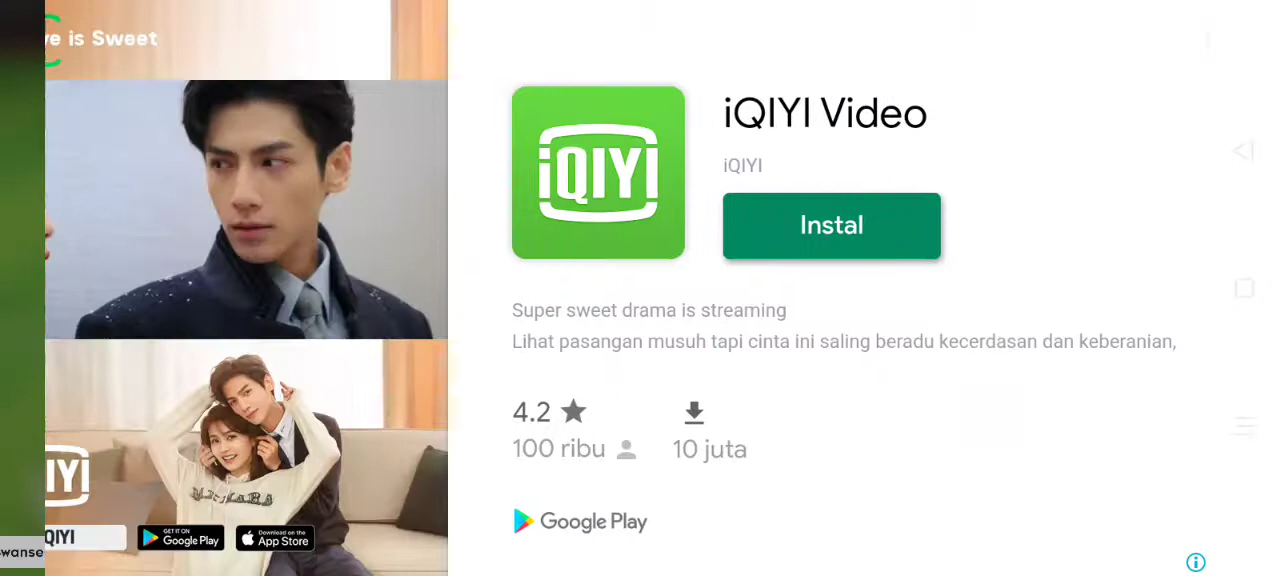 ve is Sweet
iQIYI Video
iQIYI
Instal
iQIYI
Super sweet drama is streaming
Lihat pasangan musuh tapi cinta ini saling beradu kecerdasan dan keberanian,
4.2
100 ribu
10 juta
Google Play
IYI
QIYI
GET IT ON
Google Play
Download on the
App Store
wanse